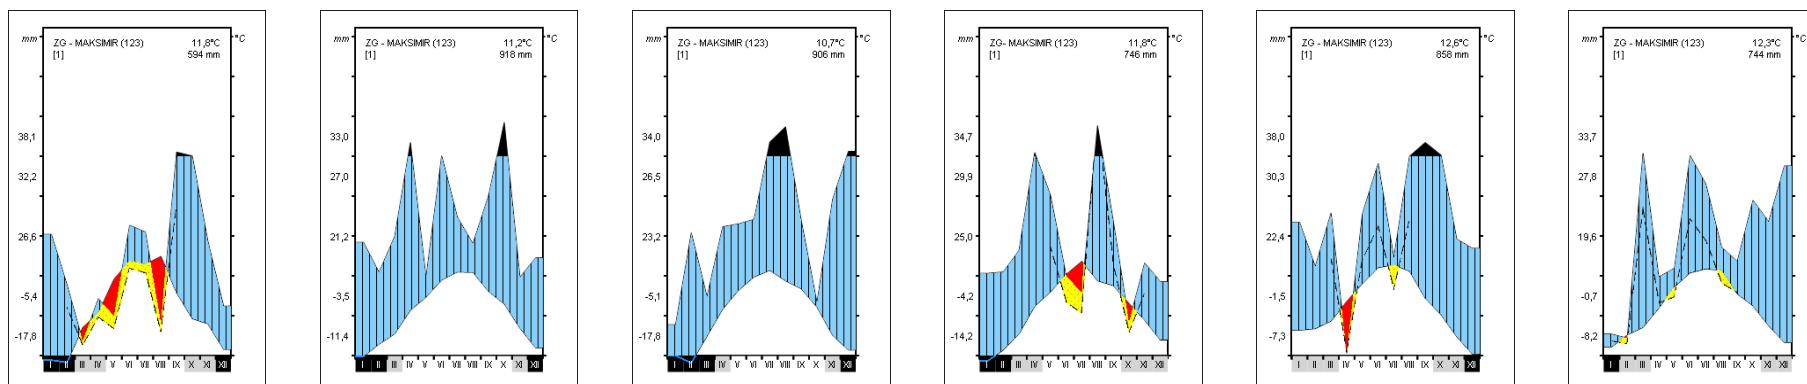 mm
°C
ZG - MAKSIMIR (123) 11,8°C
[1] 594 mm
38,1
32,2
26,6
-5,4
-17,8
I II III IV V VI VII VIII IX X XI XII
mm
°C
ZG - MAKSIMIR (123) 11,2°C
[1] 918 mm
33,0
27,0
21,2
-3,5
-11,4
I II III IV V VI VII VIII IX X XI XII
mm
°C
ZG - MAKSIMIR (123) 10,7°C
[1] 906 mm
34,0
26,5
23,2
-5,1
-17,8
I II III IV V VI VII VIII IX X XI XII
mm
°C
ZG - MAKSIMIR (123) 11,8°C
[1] 746 mm
34,7
29,9
25,0
-4,2
-14,2
I II III IV V VI VII VIII IX X XI XII
mm
°C
ZG - MAKSIMIR (123) 12,6°C
[1] 858 mm
38,0
30,3
22,4
-1,5
-7,3
I II III IV V VI VII VIII IX X XI XII
mm
°C
ZG - MAKSIMIR (123) 12,3°C
[1] 744 mm
33,7
27,8
19,6
-0,7
-8,2
I II III IV V VI VII VIII IX X XI XII